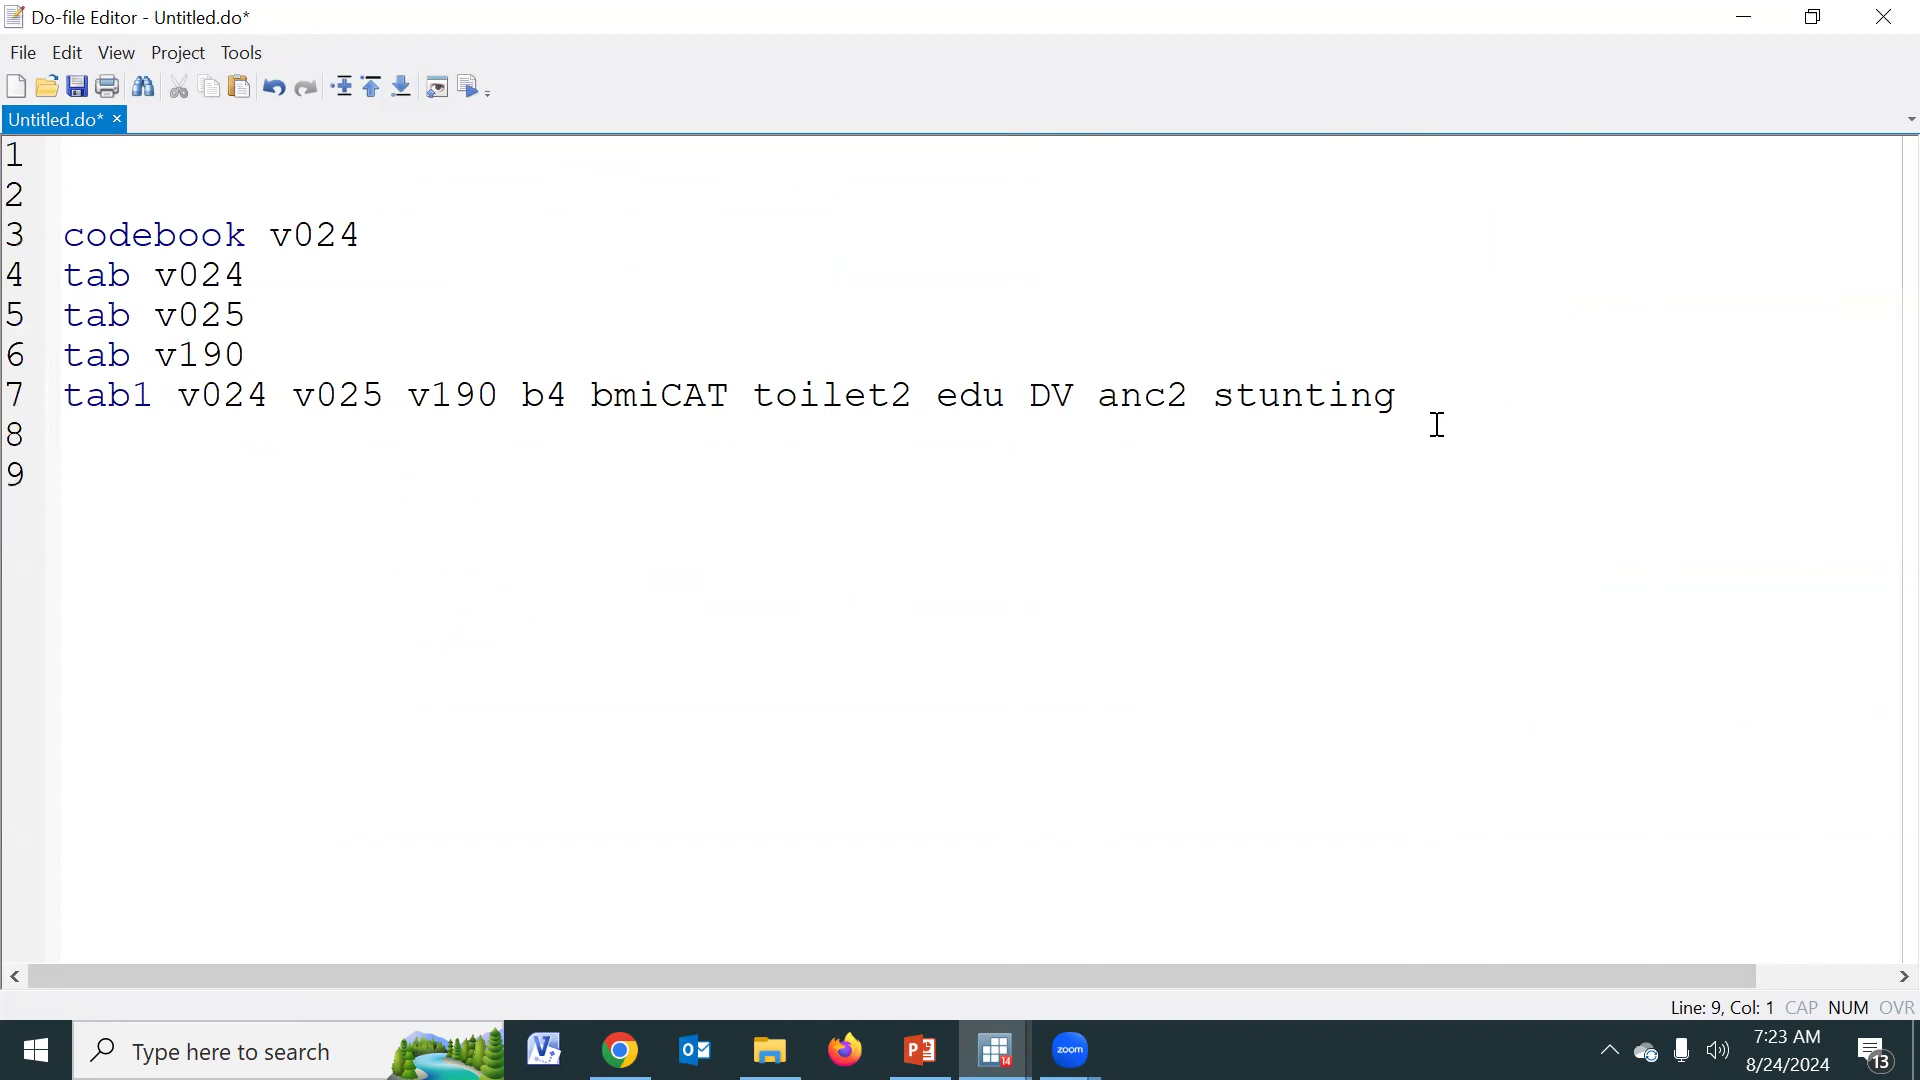 Do-file Editor - Untitled.do*
File Edit View Project Tools
Untitled.do* ×
1
2
3 codebook v024
4 tab v024
5 tab v025
6 tab v190
7 tab1 v024 v025 v190 b4 bmiCAT toilet2 edu DV anc2 stunting
8
9
Line: 9, Col: 1 CAP NUM OVR
Type here to search
14
zoom
7:23 AM
8/24/2024
13